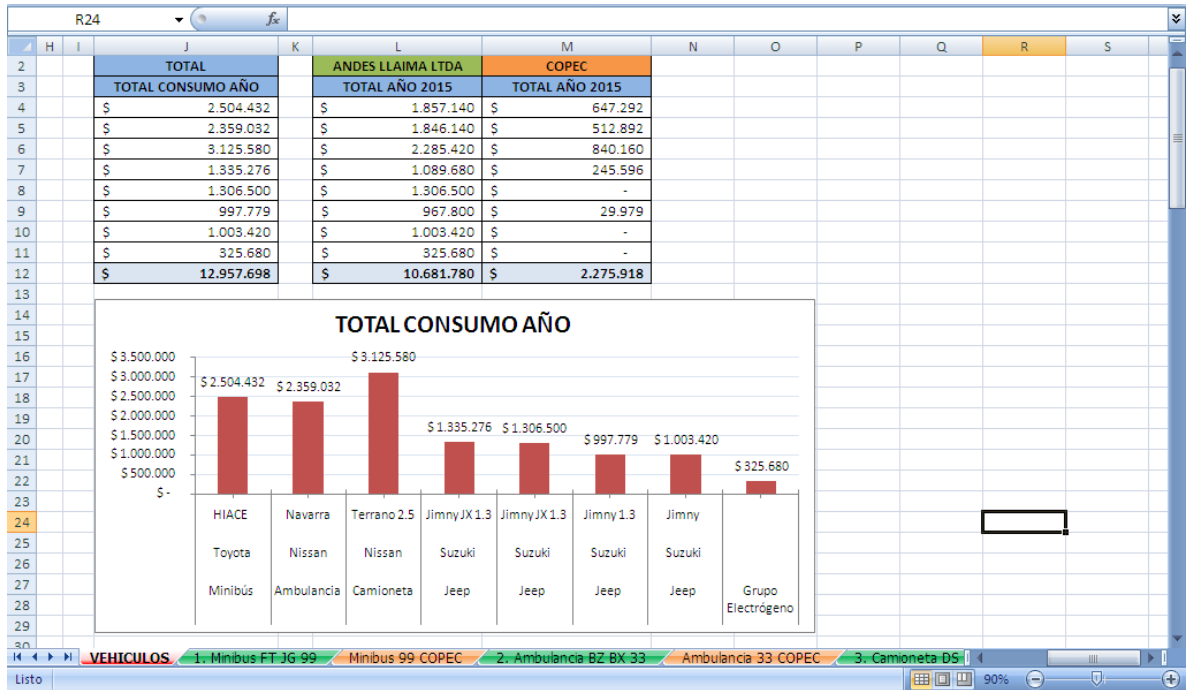 R24 fx
H I J K L M N O P Q R S
2 TOTAL ANDES LLAIMA LTDA COPEC
3 TOTAL CONSUMO AÑO TOTAL AÑO 2015 TOTAL AÑO 2015
4 $ 2.504.432 $ 1.857.140 $ 647.292
5 $ 2.359.032 $ 1.846.140 $ 512.892
6 $ 3.125.580 $ 2.285.420 $ 840.160
7 $ 1.335.276 $ 1.089.680 $ 245.596
8 $ 1.306.500 $ 1.306.500 $ -
9 $ 997.779 $ 967.800 $ 29.979
10 $ 1.003.420 $ 1.003.420 $ -
11 $ 325.680 $ 325.680 $ -
12 $ 12.957.698 $ 10.681.780 $ 2.275.918
13
14
15
16
17
18
19
20
21
22
23
24
25
26
27
28
29
30
TOTAL CONSUMO AÑO
$ 3.500.000
$ 3.000.000
$ 2.500.000
$ 2.000.000
$ 1.500.000
$ 1.000.000
$ 500.000
$ -
$ 2.504.432 $ 2.359.032 $ 3.125.580 $ 1.335.276 $ 1.306.500 $ 997.779 $ 1.003.420 $ 325.680
HIACE Navarra Terrano 2.5 Jimny JX 1.3 Jimny JX 1.3 Jimny 1.3 Jimny
Toyota Nissan Nissan Suzuki Suzuki Suzuki Suzuki
Minibús Ambulancia Camioneta Jeep Jeep Jeep Jeep Grupo
Electrógeno
VEHICULOS 1. Minibus FT JG 99 Minibus 99 COPEC 2. Ambulancia BZ BX 33 Ambulancia 33 COPEC 3. Camioneta DS
Listo 90%